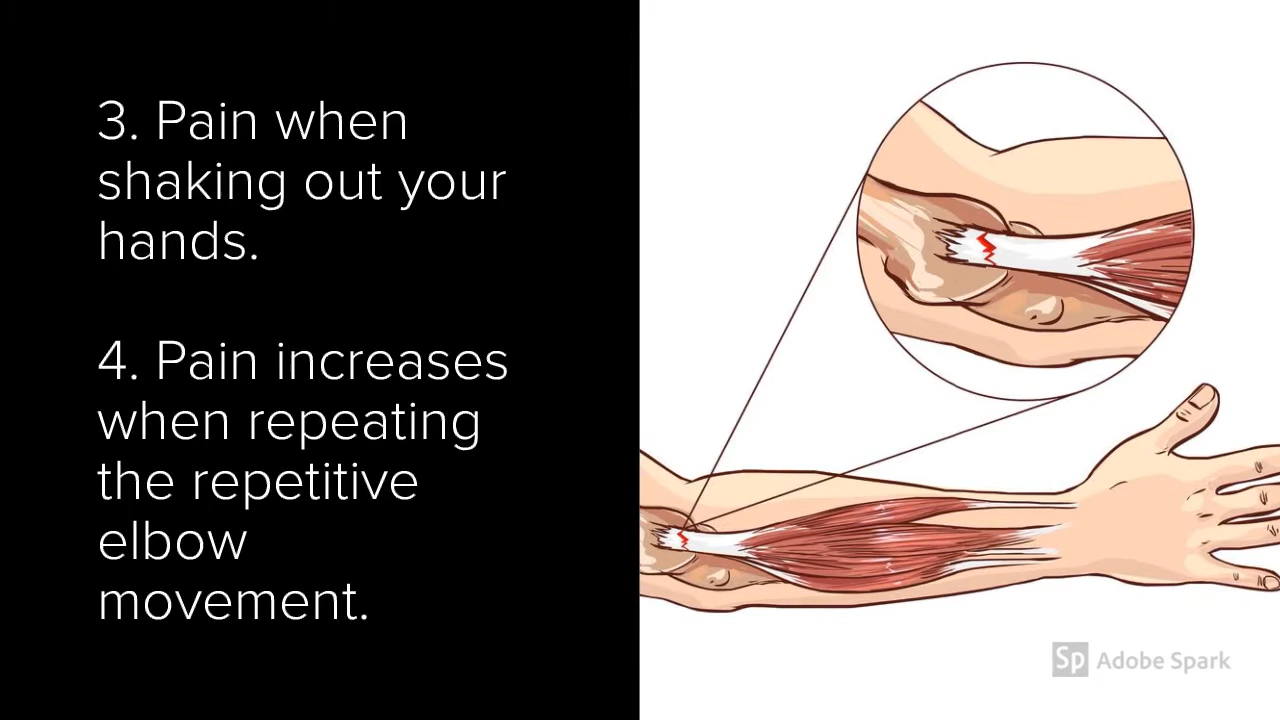 3. Pain when
shaking out your
hands.
4. Pain increases
when repeating
the repetitive
elbow
movement.
Sp Adobe Spark